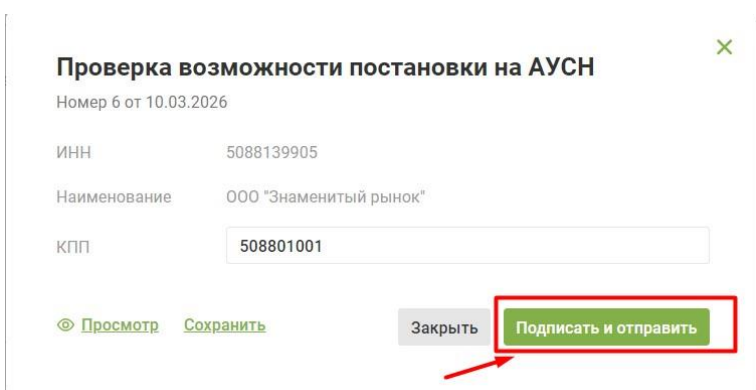 Проверка возможности постановки на АУСН
Номер 6 от 10.03.2026
ИНН 5088139905
Наименование ООО "Знаменитый рынок"
КПП 508801001
Просмотр Сохранить Закрыть Подписать и отправить